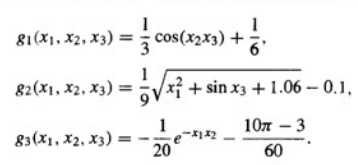 g₁(x₁, x₂, x₃) = 1/3 cos(x₂x₃) + 1/6,
g₂(x₁, x₂, x₃) = 1/9 √(x₁² + sin x₃ + 1.06) − 0.1,
g₃(x₁, x₂, x₃) = −1/20 e^(−x₁x₂) − (10π − 3)/60.